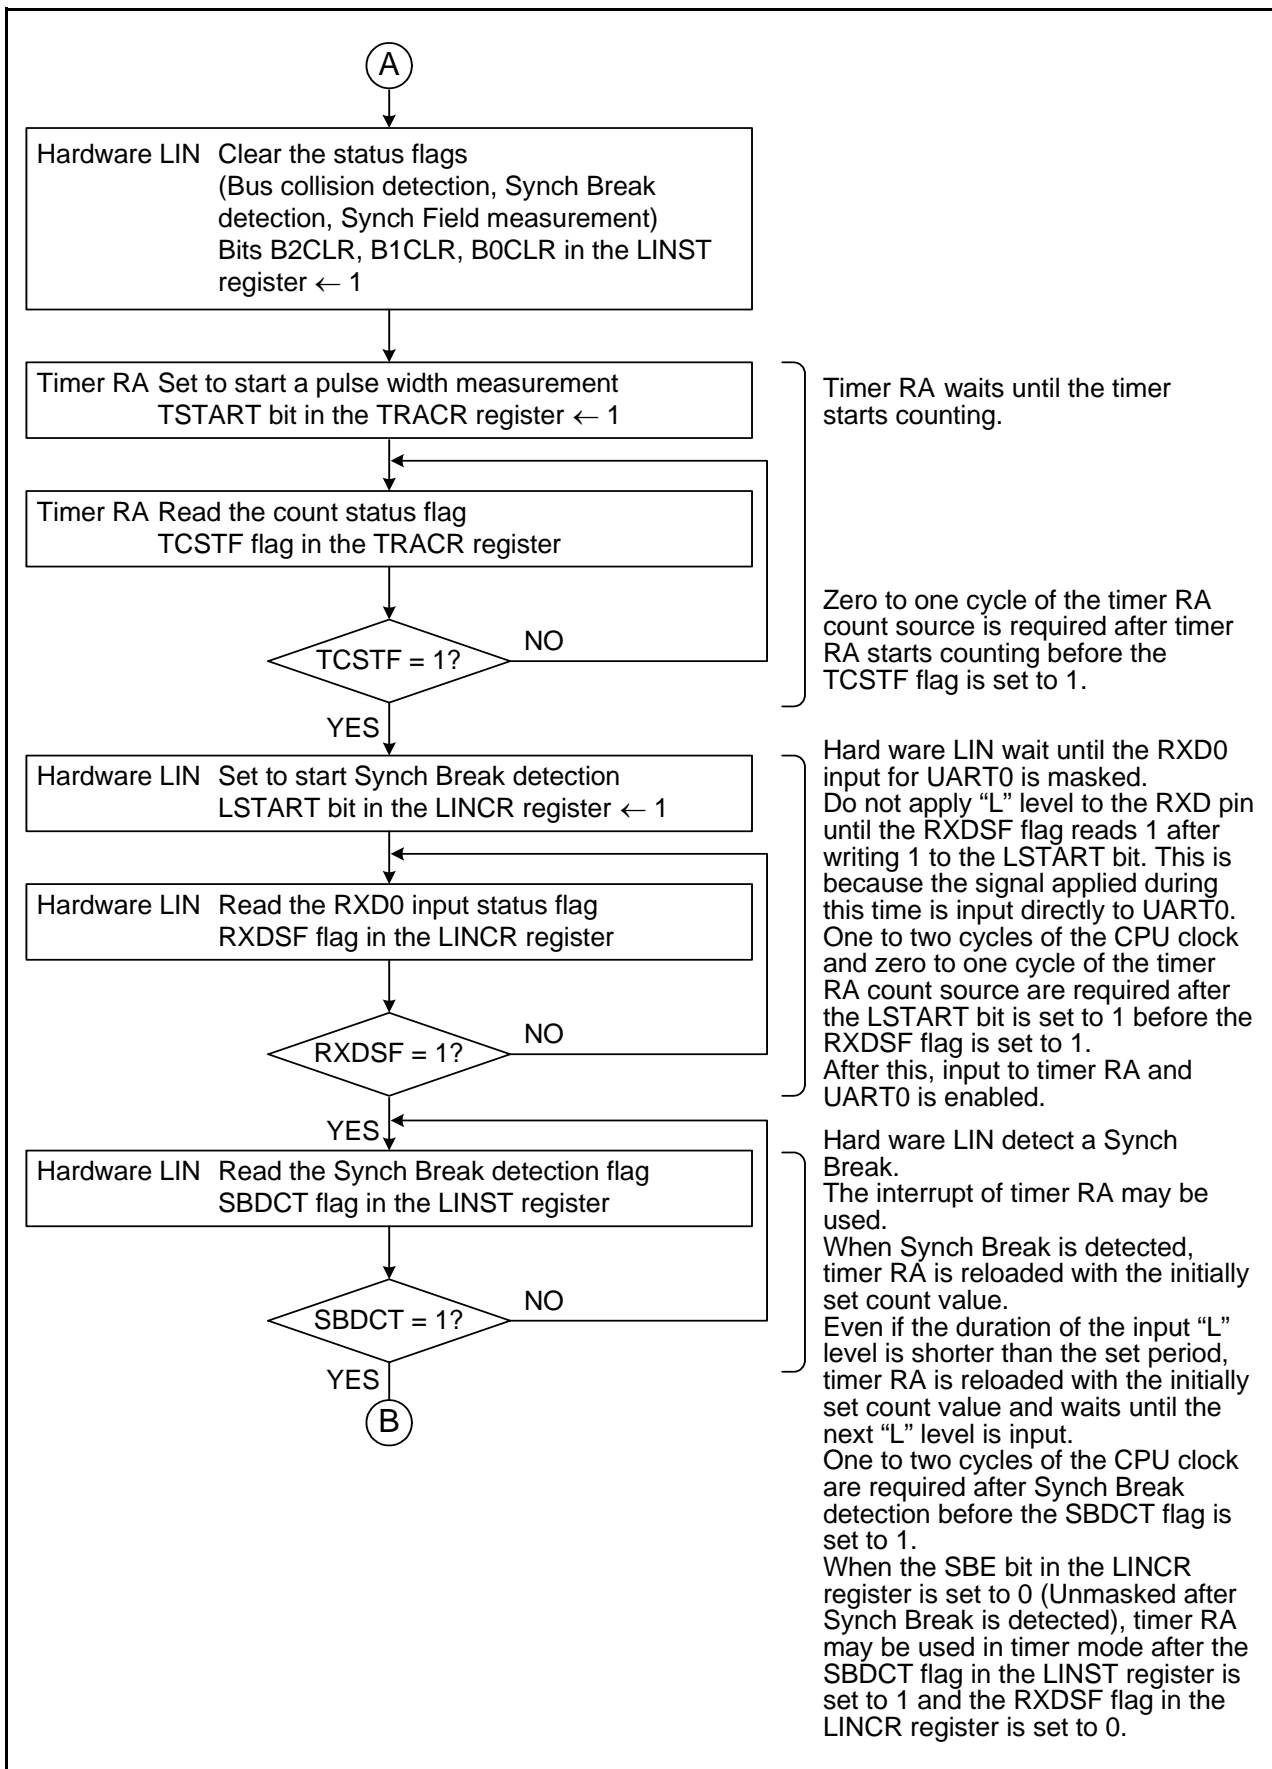 A
Hardware LIN Clear the status flags
(Bus collision detection, Synch Break
detection, Synch Field measurement)
Bits B2CLR, B1CLR, B0CLR in the LINST
register ← 1
Timer RA Set to start a pulse width measurement
TSTART bit in the TRACR register ← 1
Timer RA waits until the timer
starts counting.
Timer RA Read the count status flag
TCSTF flag in the TRACR register
Zero to one cycle of the timer RA
count source is required after timer
RA starts counting before the
TCSTF flag is set to 1.
TCSTF = 1?
NO
YES
Hardware LIN Set to start Synch Break detection
LSTART bit in the LINCR register ← 1
Hardware LIN Read the RXD0 input status flag
RXDSF flag in the LINCR register
RXDSF = 1?
NO
YES
Hard ware LIN wait until the RXD0
input for UART0 is masked.
Do not apply “L” level to the RXD pin
until the RXDSF flag reads 1 after
writing 1 to the LSTART bit. This is
because the signal applied during
this time is input directly to UART0.
One to two cycles of the CPU clock
and zero to one cycle of the timer
RA count source are required after
the LSTART bit is set to 1 before the
RXDSF flag is set to 1.
After this, input to timer RA and
UART0 is enabled.
Hardware LIN Read the Synch Break detection flag
SBDCT flag in the LINST register
SBDCT = 1?
NO
YES
B
Hard ware LIN detect a Synch
Break.
The interrupt of timer RA may be
used.
When Synch Break is detected,
timer RA is reloaded with the initially
set count value.
Even if the duration of the input “L”
level is shorter than the set period,
timer RA is reloaded with the initially
set count value and waits until the
next “L” level is input.
One to two cycles of the CPU clock
are required after Synch Break
detection before the SBDCT flag is
set to 1.
When the SBE bit in the LINCR
register is set to 0 (Unmasked after
Synch Break is detected), timer RA
may be used in timer mode after the
SBDCT flag in the LINST register is
set to 1 and the RXDSF flag in the
LINCR register is set to 0.